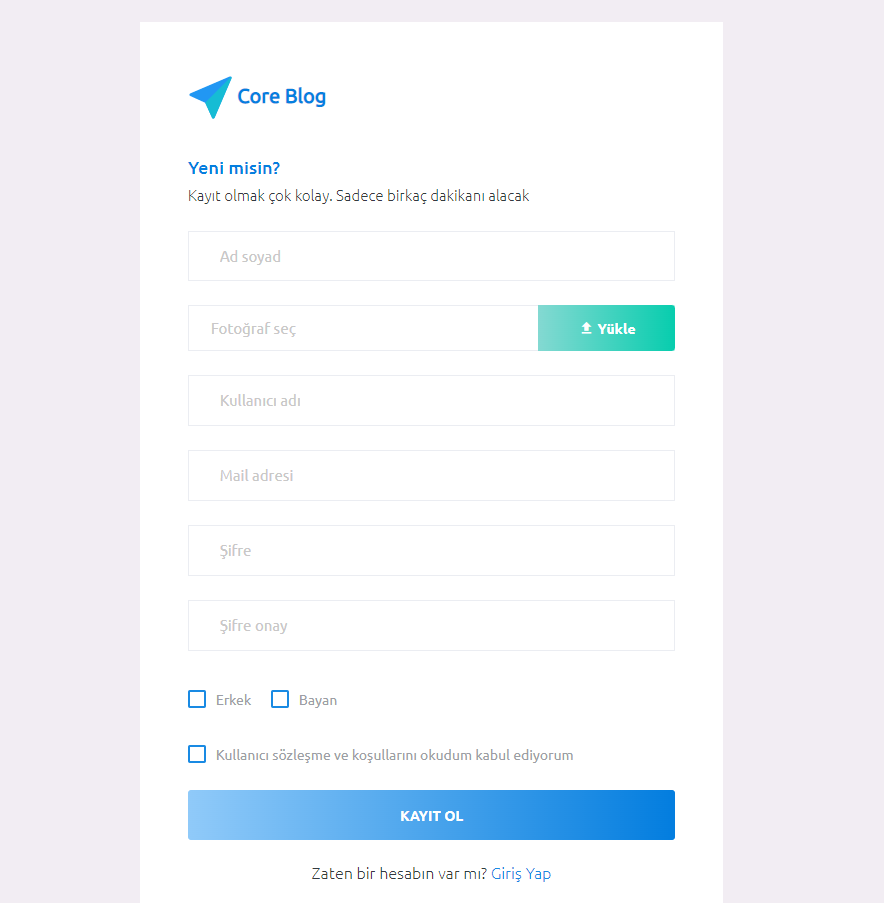 Core Blog
Yeni misin?
Kayıt olmak çok kolay. Sadece birkaç dakikanı alacak
Ad soyad
Fotoğraf seç
Yükle
Kullanıcı adı
Mail adresi
Şifre
Şifre onay
Erkek Bayan
Kullanıcı sözleşme ve koşullarını okudum kabul ediyorum
KAYIT OL
Zaten bir hesabın var mı? Giriş Yap